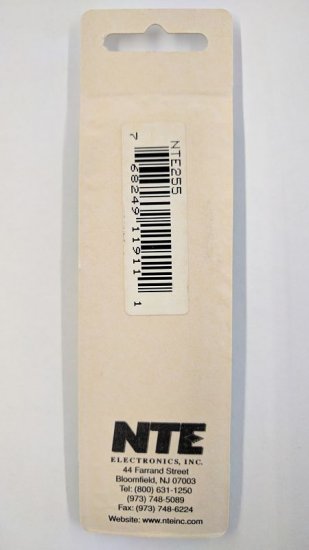 NTE255
7 68249 11911 1
NTE
ELECTRONICS, INC.
44 Farrand Street
Bloomfield, NJ 07003
Tel: (800) 631-1250
(973) 748-5089
Fax: (973) 748-6224
Website: www.nteinc.com